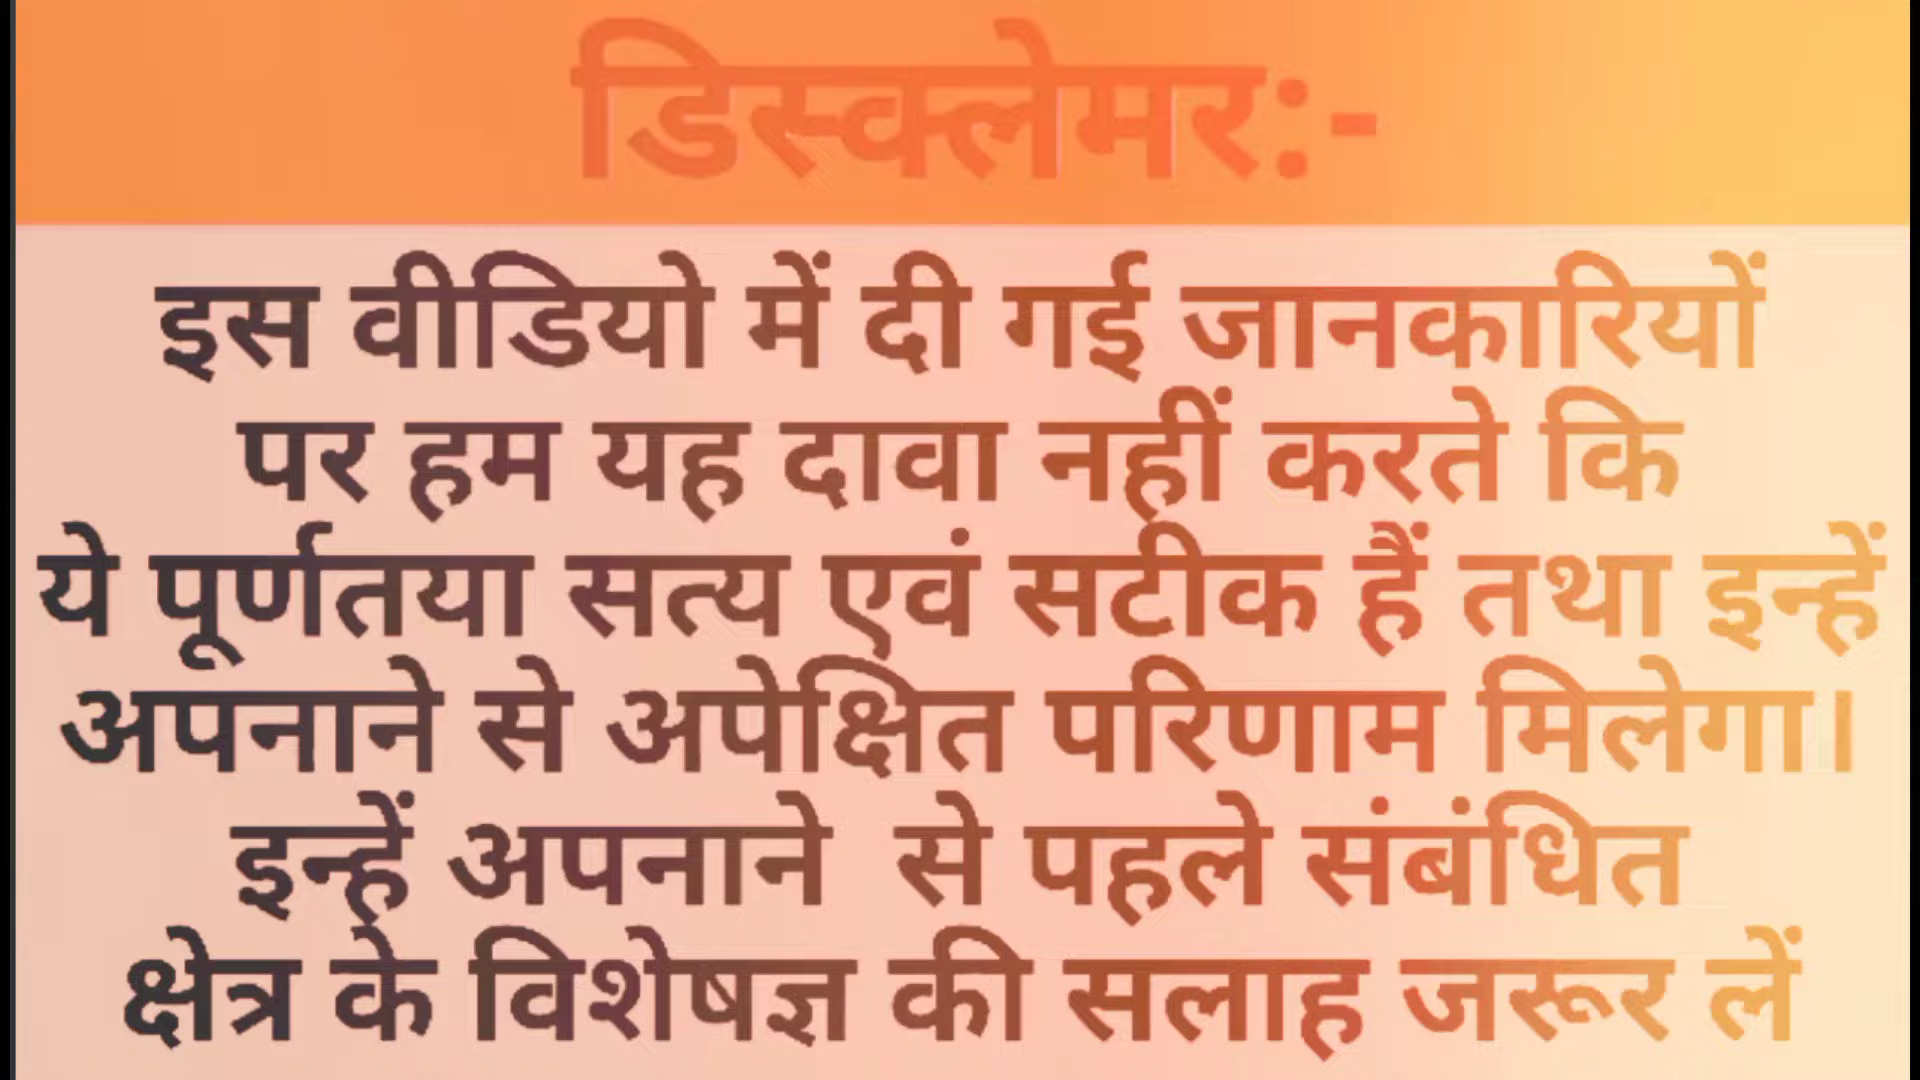 डिस्क्लेमर:-
इस वीडियो में दी गई जानकारियों
पर हम यह दावा नहीं करते कि
ये पूर्णतया सत्य एवं सटीक हैं तथा इन्हें
अपनाने से अपेक्षित परिणाम मिलेगा।
इन्हें अपनाने से पहले संबंधित
क्षेत्र के विशेषज्ञ की सलाह जरूर लें